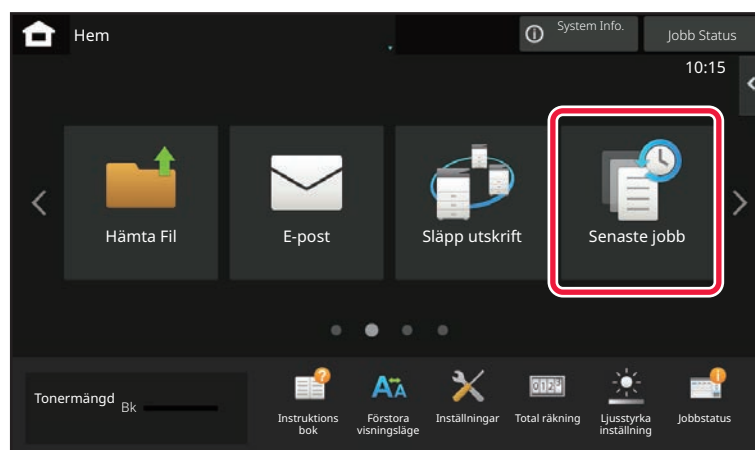 Hem
System Info.
Jobb Status
10:15
Hämta Fil
E-post
Släpp utskrift
Senaste jobb
Tonermängd
Bk
Instruktions
bok
Förstora
visningsläge
Inställningar
Total räkning
Ljusstyrka
inställning
Jobbstatus